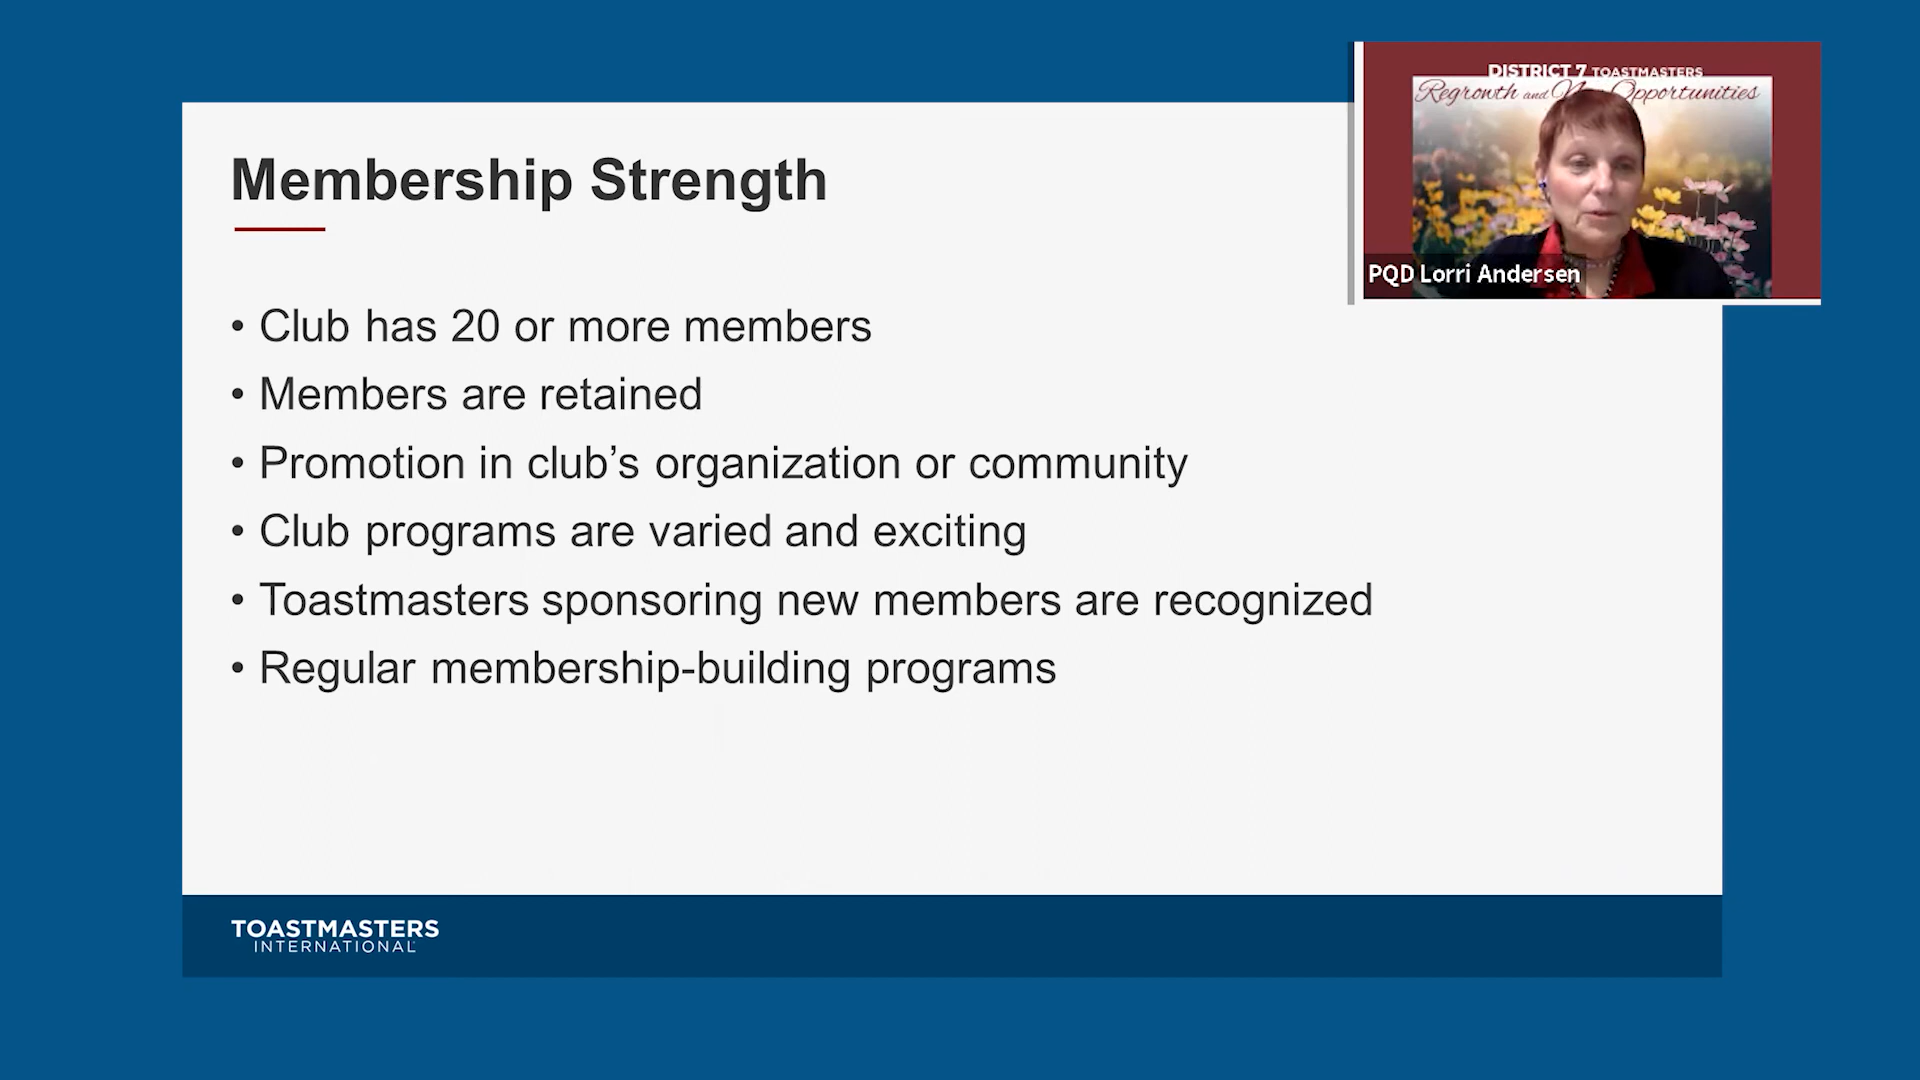 Membership Strength
• Club has 20 or more members
• Members are retained
• Promotion in club’s organization or community
• Club programs are varied and exciting
• Toastmasters sponsoring new members are recognized
• Regular membership-building programs
TOASTMASTERS
INTERNATIONAL
DISTRICT 7 TOASTMASTERS
Regrowth and Opportunities
PQD Lorri Andersen